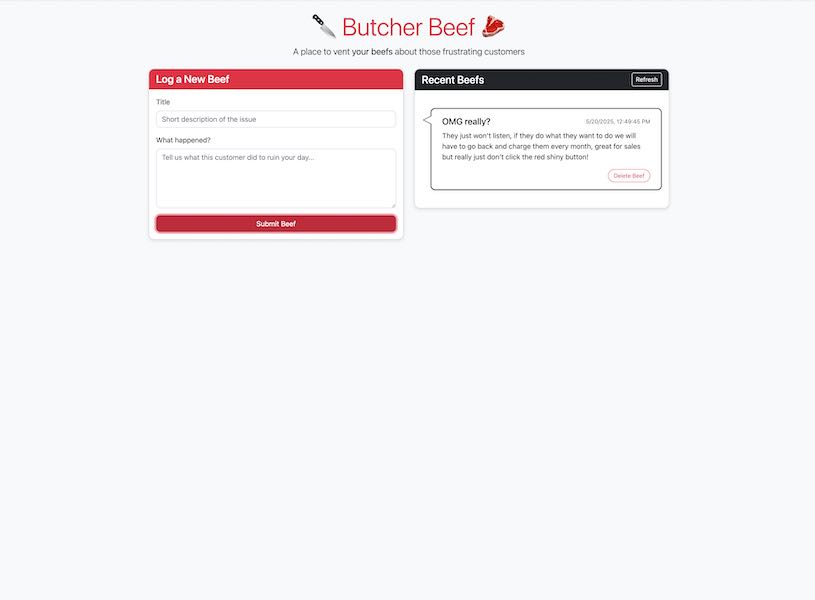 Butcher Beef
A place to vent your beefs about those frustrating customers
Log a New Beef
Title
Short description of the issue
What happened?
Tell us what this customer did to ruin your day...
Submit Beef
Recent Beefs
Refresh
OMG really?
5/20/2025, 12:49:45 PM
They just won't listen, if they do what they want to do we will
have to go back and charge them every month, great for sales
but really just don't click the red shiny button!
Delete Beef